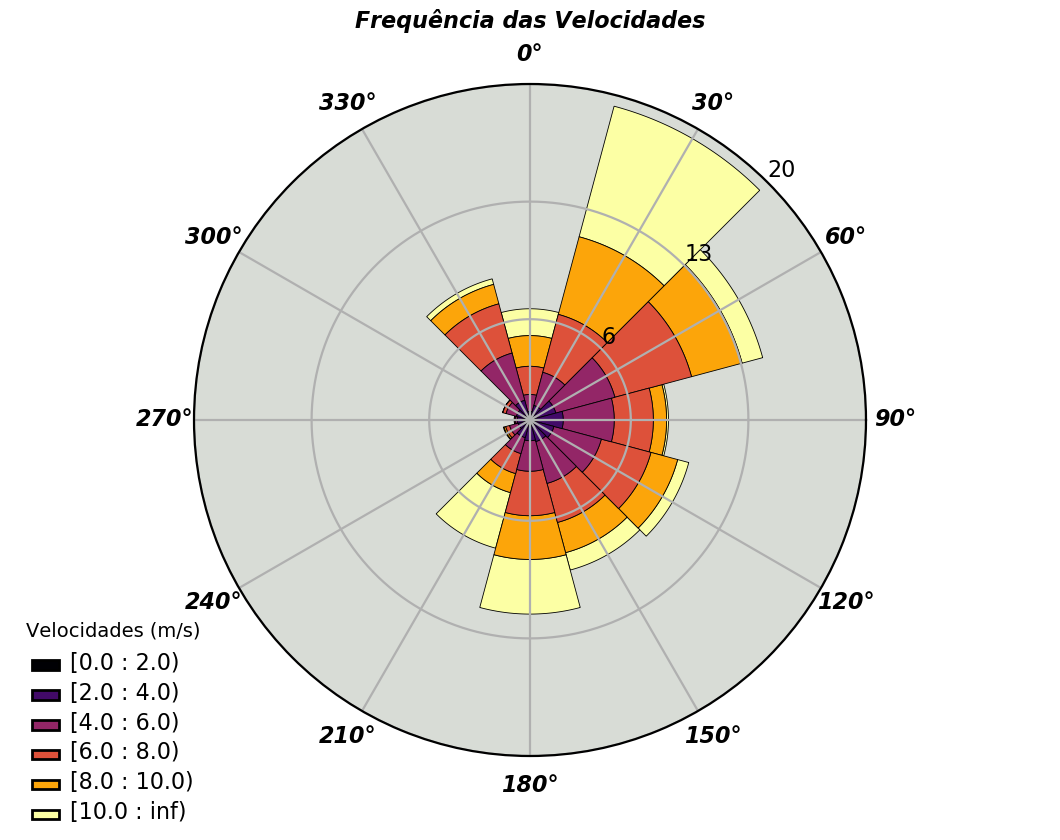 Frequência das Velocidades
0°
330°
30°
20
300°
60°
13
6
270°
90°
240°
120°
210°
150°
180°
Velocidades (m/s)
[0.0 : 2.0)
[2.0 : 4.0)
[4.0 : 6.0)
[6.0 : 8.0)
[8.0 : 10.0)
[10.0 : inf)